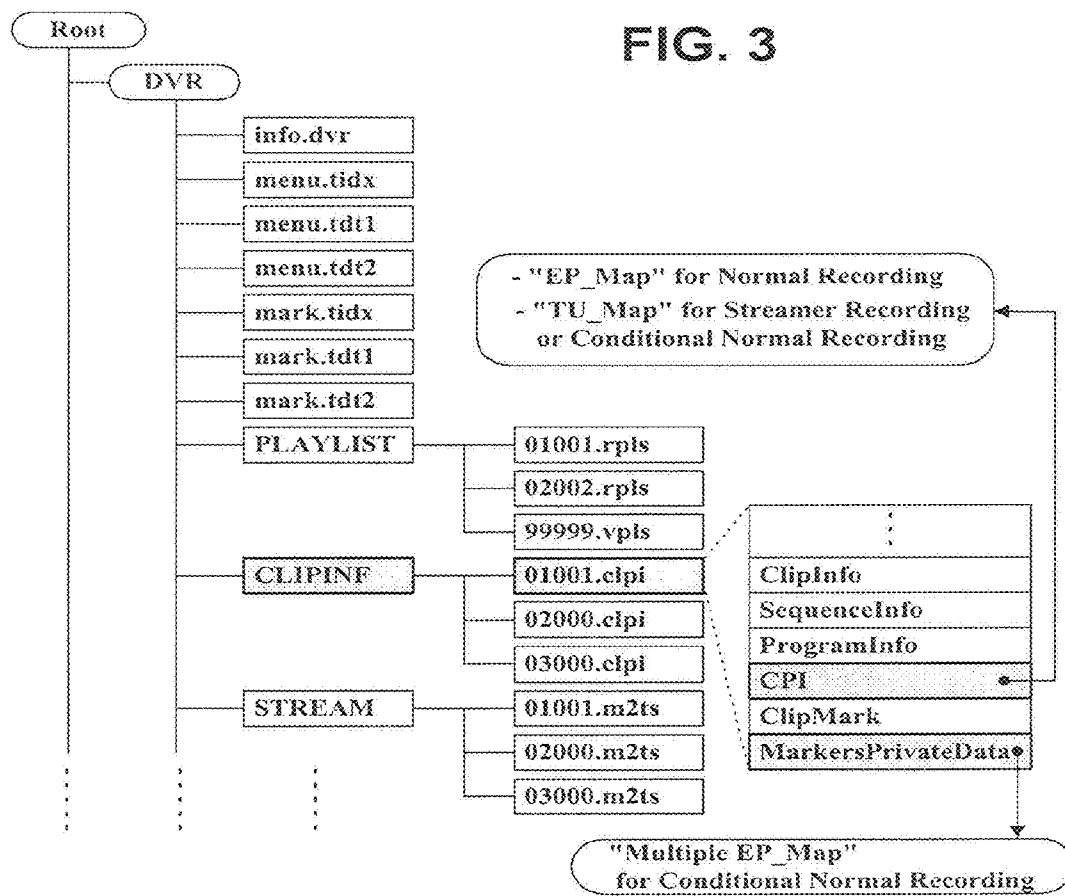 FIG. 3
Root
DVR
info.dvr
menu.tidx
menu.tdt1
menu.tdt2
mark.tidx
mark.tdt1
mark.tdt2
PLAYLIST
01001.rpls
02002.rpls
99999.vpls
CLIPINF
01001.clpi
02000.clpi
03000.clpi
STREAM
01001.m2ts
02000.m2ts
03000.m2ts
- "EP_Map" for Normal Recording
- "TU_Map" for Streamer Recording
or Conditional Normal Recording
ClipInfo
SequenceInfo
ProgramInfo
CPI
ClipMark
MarkersPrivateData
"Multiple EP_Map"
for Conditional Normal Recording